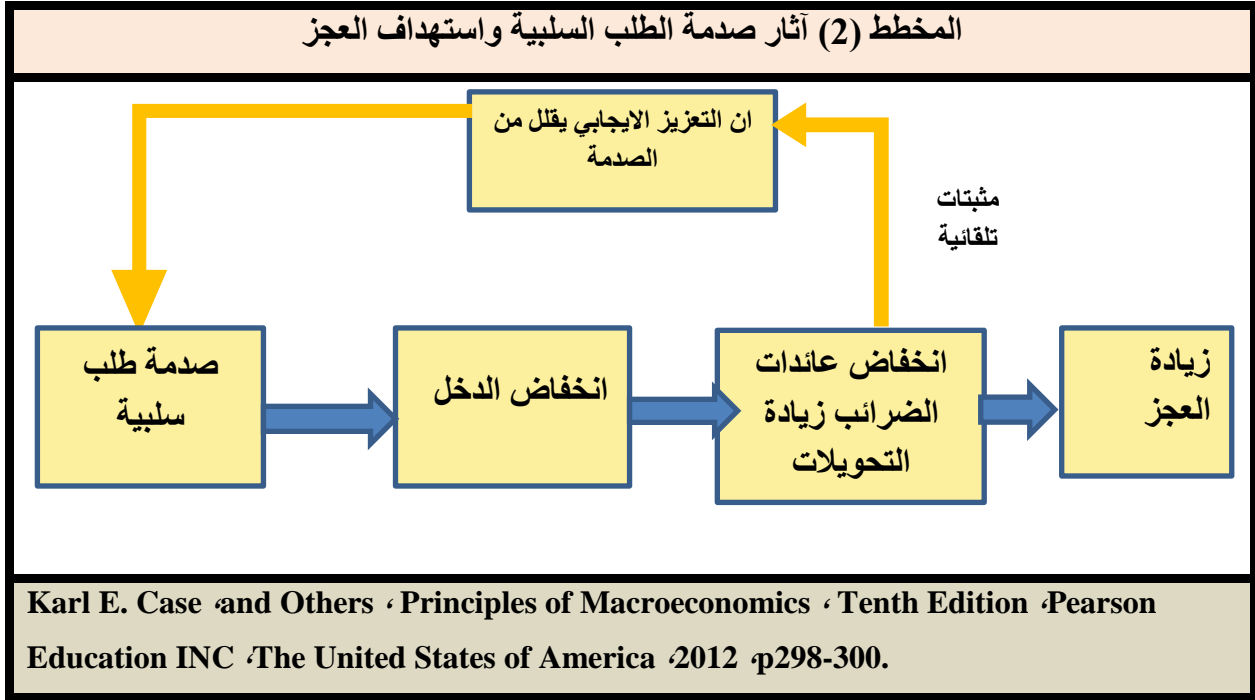 المخطط (2) آثار صدمة الطلب السلبية واستهداف العجز
ان التعزيز الايجابي يقلل من
الصدمة
مثبتات
تلقائية
صدمة طلب
سلبية
انخفاض الدخل
انخفاض عائدات
الضرائب زيادة
التحويلات
زيادة
العجز
Karl E. Case ،and Others ، Principles of Macroeconomics ، Tenth Edition ،Pearson
Education INC ،The United States of America ،2012 ،p298-300.